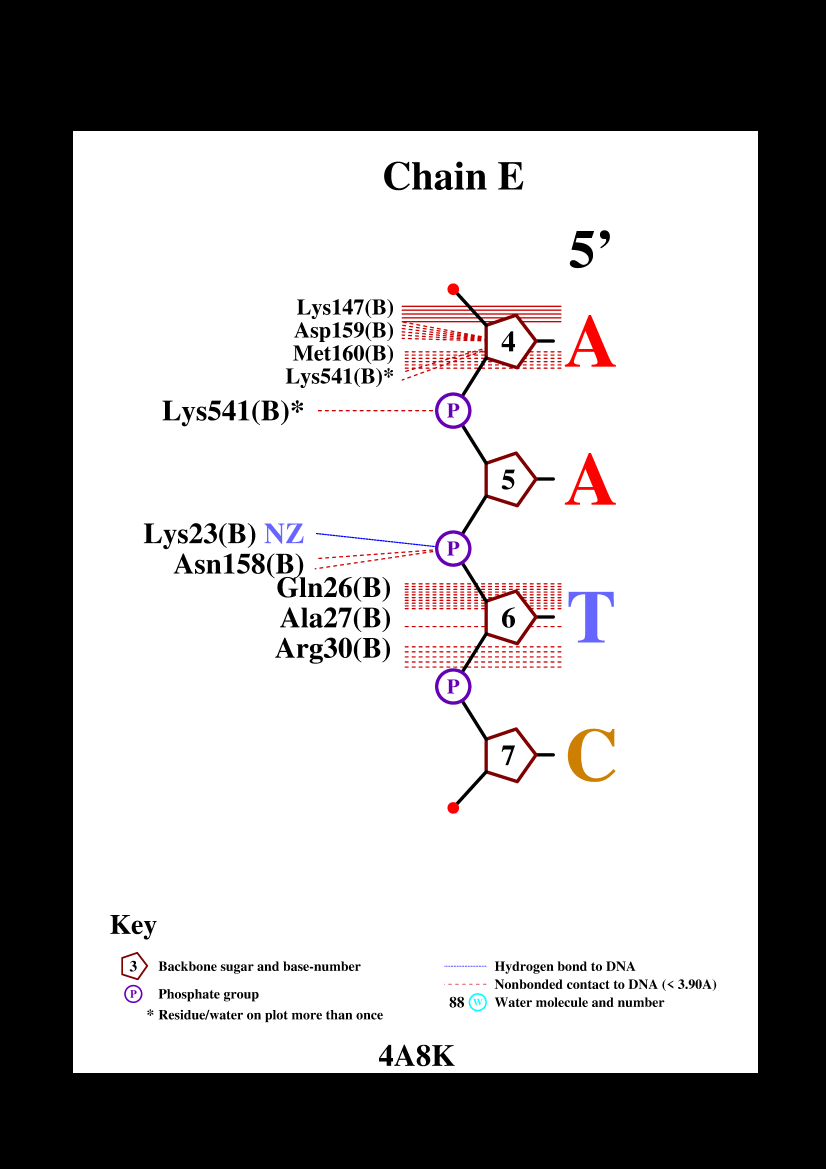 Chain E
5’
Lys147(B)
Asp159(B)
Met160(B)
Lys541(B)*
4 A
Lys541(B)* P
5 A
Lys23(B) NZ P
Asn158(B)
Gln26(B)
Ala27(B)
Arg30(B)
6 T
P
7 C
Key
3 Backbone sugar and base-number
P Phosphate group
* Residue/water on plot more than once
Hydrogen bond to DNA
Nonbonded contact to DNA (< 3.90A)
88 W Water molecule and number
4A8K